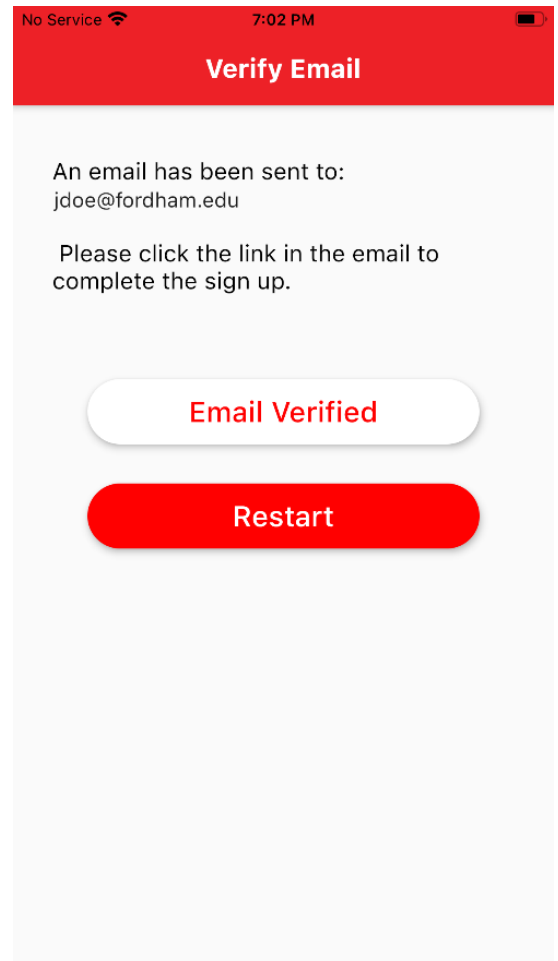 No Service 7:02 PM
Verify Email
An email has been sent to:
jdoe@fordham.edu
Please click the link in the email to
complete the sign up.
Email Verified
Restart